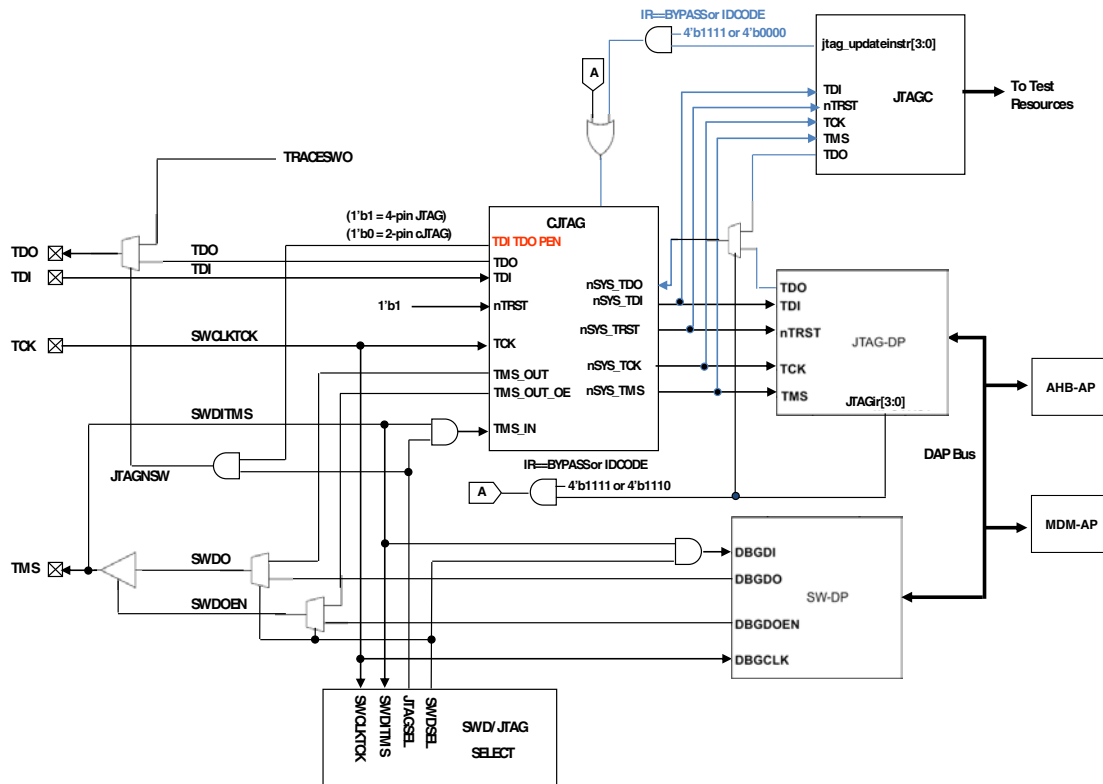 IR==BYPASS or IDCODE
4'b1111 or 4'b0000
jtag_updateinstr[3:0]
A
TDI
nTRST
TCK
TMS
TDO
JTAGC
To Test
Resources
TRACESWO
(1'b1 = 4-pin JTAG)
(1'b0 = 2-pin cJTAG)
CJTAG
TDI TDO PEN
TDO
TDO
TDO
TDI
TDI
TDI
nSYS_TDO
nSYS_TDI
TDO
TDI
1'b1
nTRST
nSYS_TRST
nTRST
JTAG-DP
TCK
SWCLKTCK
TCK
nSYS_TCK
TCK
TMS_OUT
TMS_OUT_OE
nSYS_TMS
TMS
JTAGir[3:0]
AHB-AP
SWDITMS
TMS_IN
IR==BYPASS or IDCODE
4'b1111 or 4'b1110
A
JTAGNSW
DAP Bus
MDM-AP
TMS
SWDO
SWDOEN
DBGDI
DBGDO
SW-DP
DBGDOEN
DBGCLK
SWCLKTCK
SWDITMS
JTAGSEL
SWDSEL
SWD/JTAG
SELECT